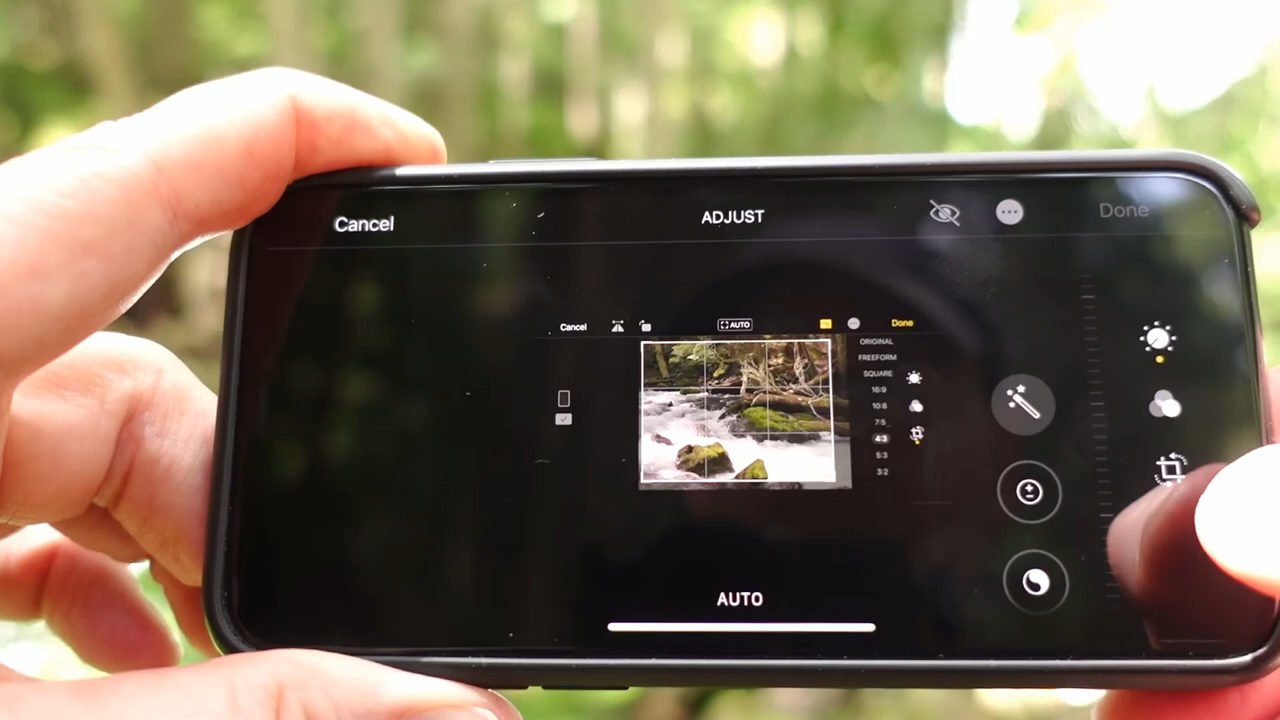 Cancel
ADJUST
Done
Cancel
AUTO
Done
ORIGINAL
FREEFORM
SQUARE
16:9
10:8
7:5
4:3
5:3
3:2
AUTO